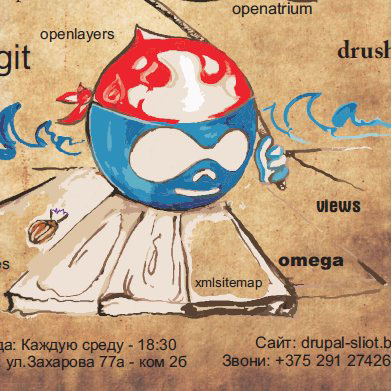 openatrium
openlayers
git
drush
views
omega
xmlsitemap
Каждую среду - 18:30
ул.Захарова 77а - ком 2б
Сайт: drupal-sliot.b
Звони: +375 291 27426